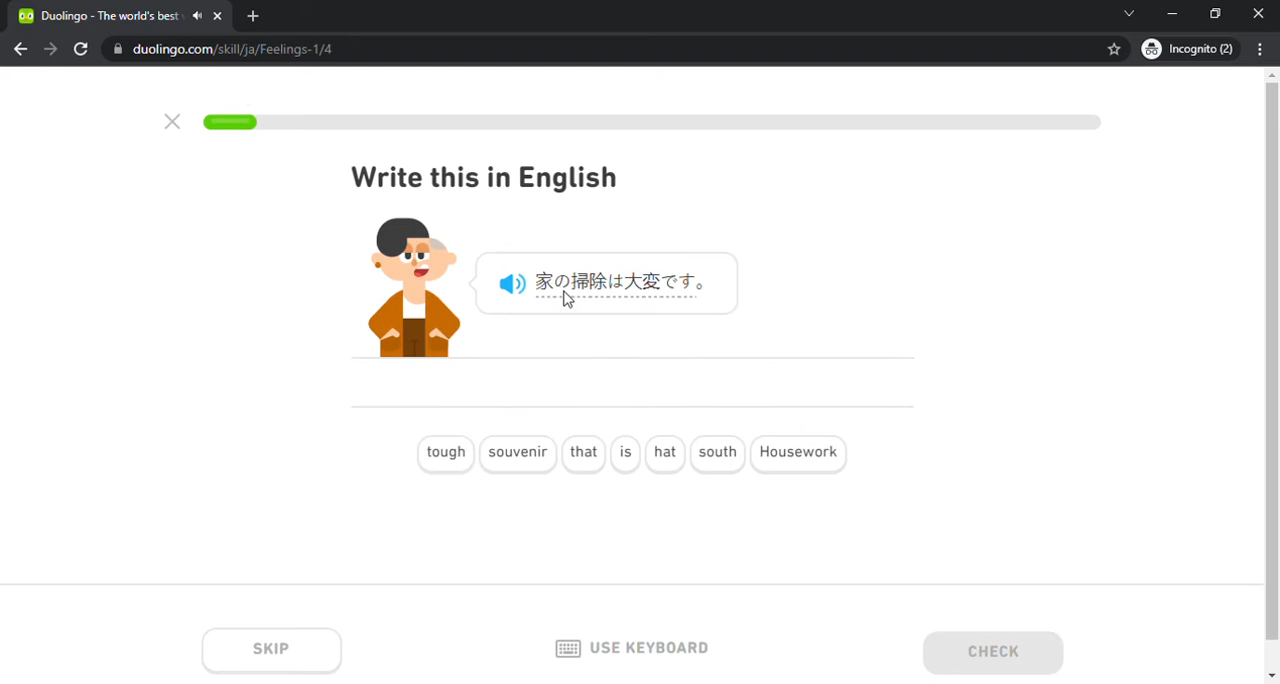 Duolingo - The world's best
duolingo.com/skill/ja/Feelings-1/4
Incognito (2)
Write this in English
家の掃除は大変です。
tough souvenir that is hat south Housework
SKIP
USE KEYBOARD
CHECK